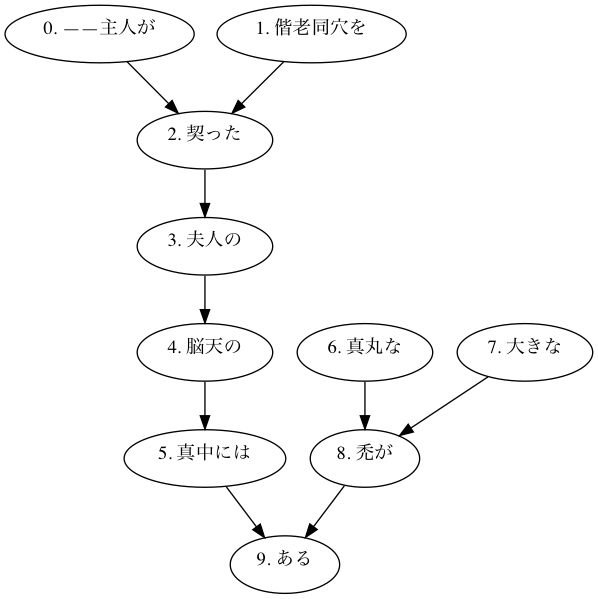 0. ——主人が
1. 偕老同穴を
2. 契った
3. 夫人の
4. 脳天の
6. 真丸な
7. 大きな
5. 真中には
8. 禿が
9. ある